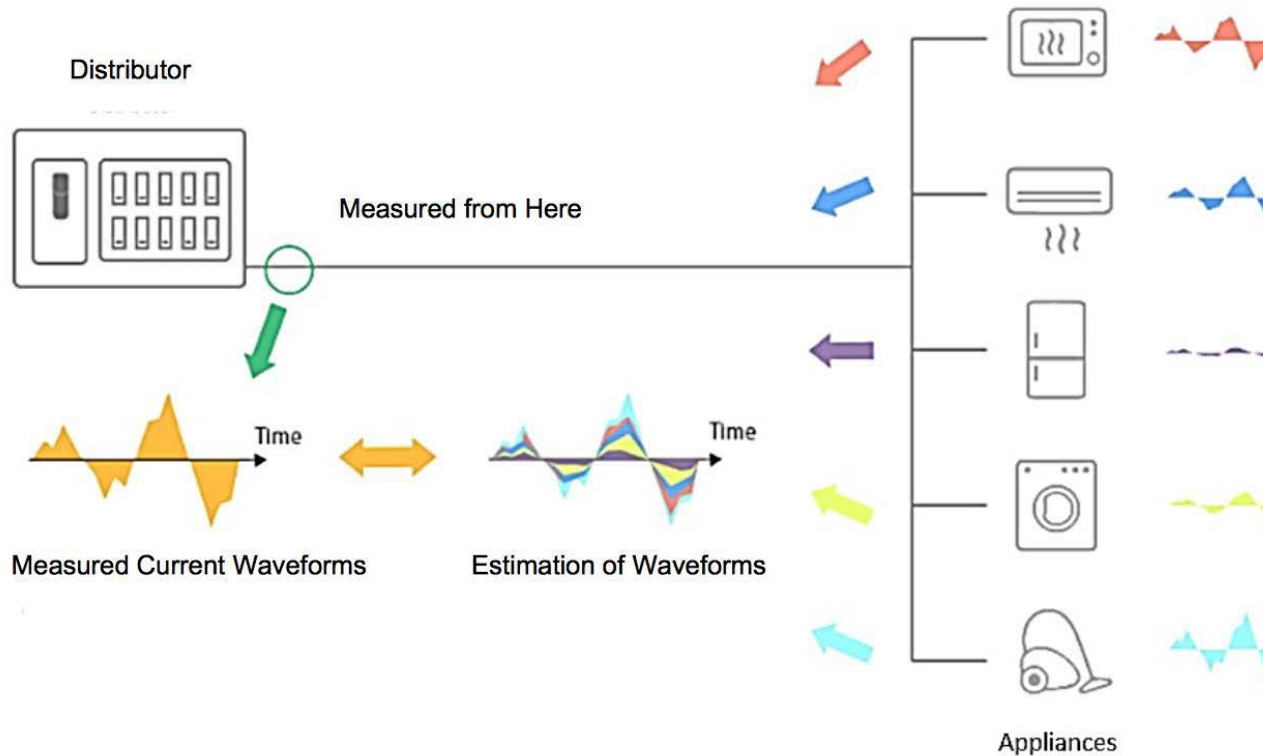 Distributor
Measured from Here
Time
Time
Measured Current Waveforms
Estimation of Waveforms
Appliances